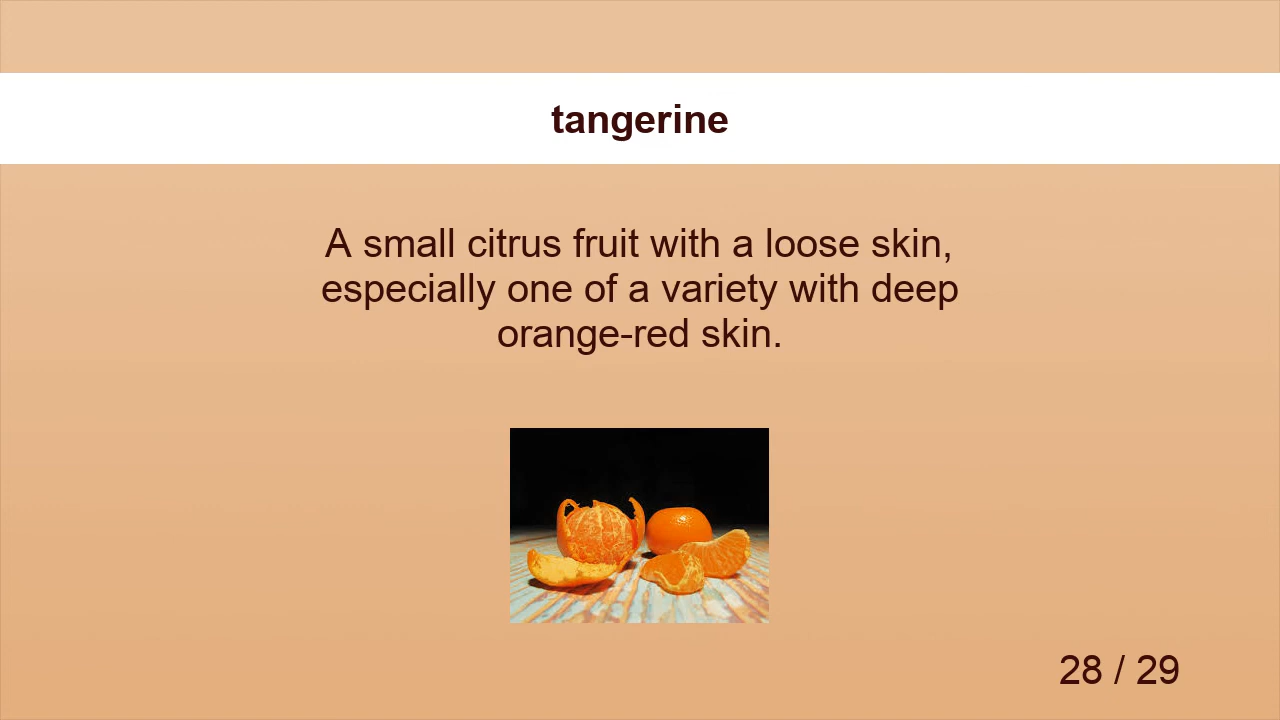 tangerine
A small citrus fruit with a loose skin,
especially one of a variety with deep
orange-red skin.
28 / 29